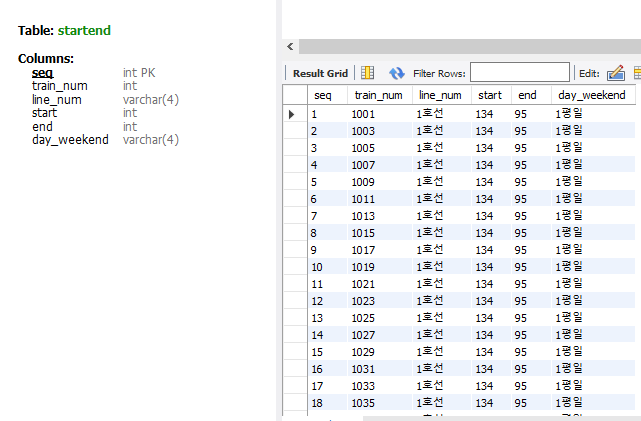 Table: startend
Columns:
seq int PK
train_num int
line_num varchar(4)
start int
end int
day_weekend varchar(4)
Result Grid Filter Rows: Edit:
seq train_num line_num start end day_weekend
1 1001 1호선 134 95 1평일
2 1003 1호선 134 95 1평일
3 1005 1호선 134 95 1평일
4 1007 1호선 134 95 1평일
5 1009 1호선 134 95 1평일
6 1011 1호선 134 95 1평일
7 1013 1호선 134 95 1평일
8 1015 1호선 134 95 1평일
9 1017 1호선 134 95 1평일
10 1019 1호선 134 95 1평일
11 1021 1호선 134 95 1평일
12 1023 1호선 134 95 1평일
13 1025 1호선 134 95 1평일
14 1027 1호선 134 95 1평일
15 1029 1호선 134 95 1평일
16 1031 1호선 134 95 1평일
17 1033 1호선 134 95 1평일
18 1035 1호선 134 95 1평일